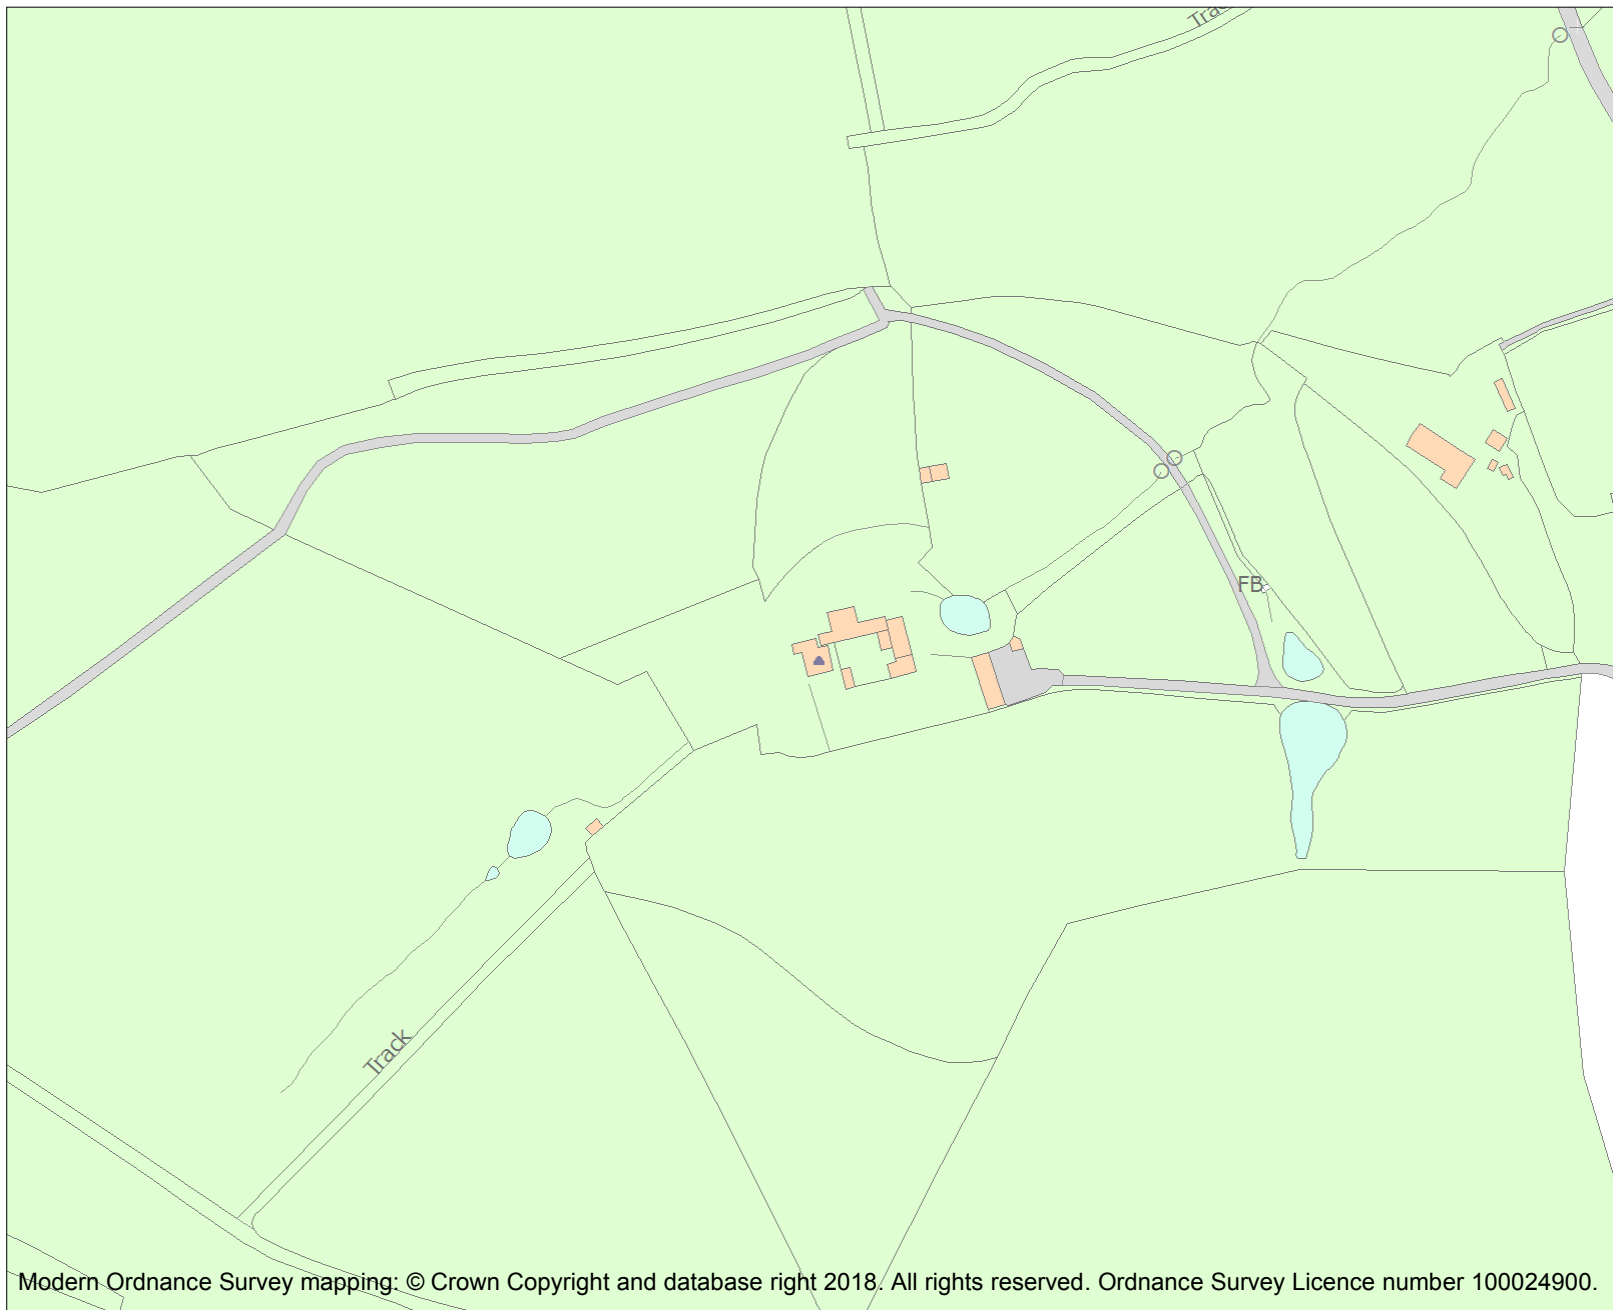 FB
Track
Modern Ordnance Survey mapping: © Crown Copyright and database right 2018. All rights reserved. Ordnance Survey Licence number 100024900.